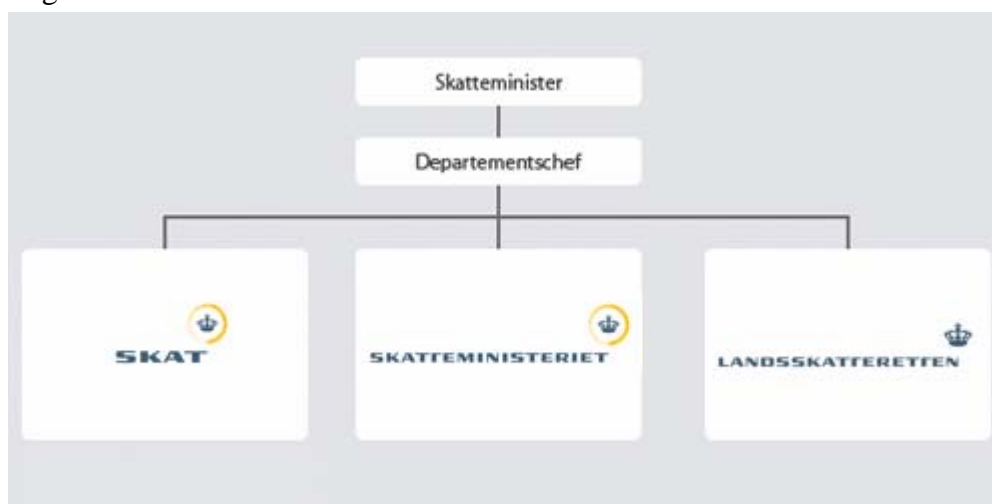 Skatteminister
Departementschef
SKAT
SKATTEMINISTERIET
LANDSSKATTERETTEN